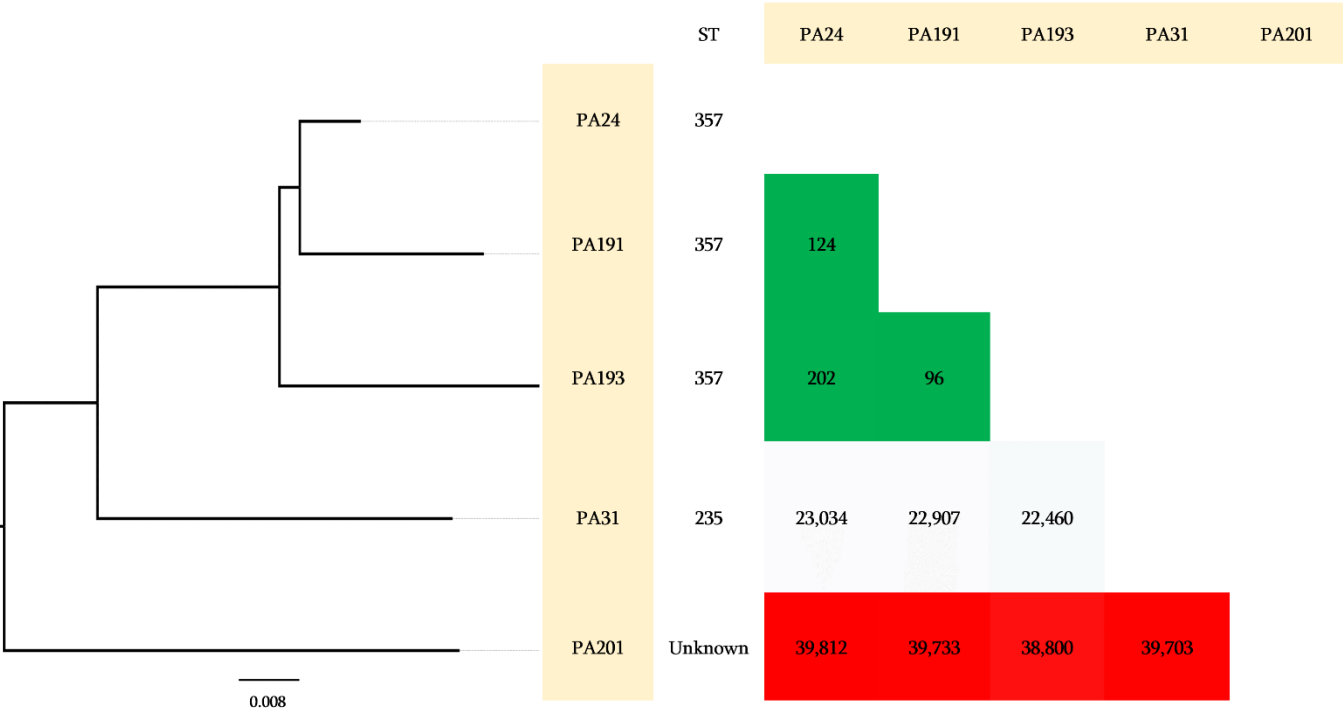 ST PA24 PA191 PA193 PA31 PA201
PA24 357
PA191 357 124
PA193 357 202 96
PA31 235 23,034 22,907 22,460
PA201 Unknown 39,812 39,733 38,800 39,703
0.008